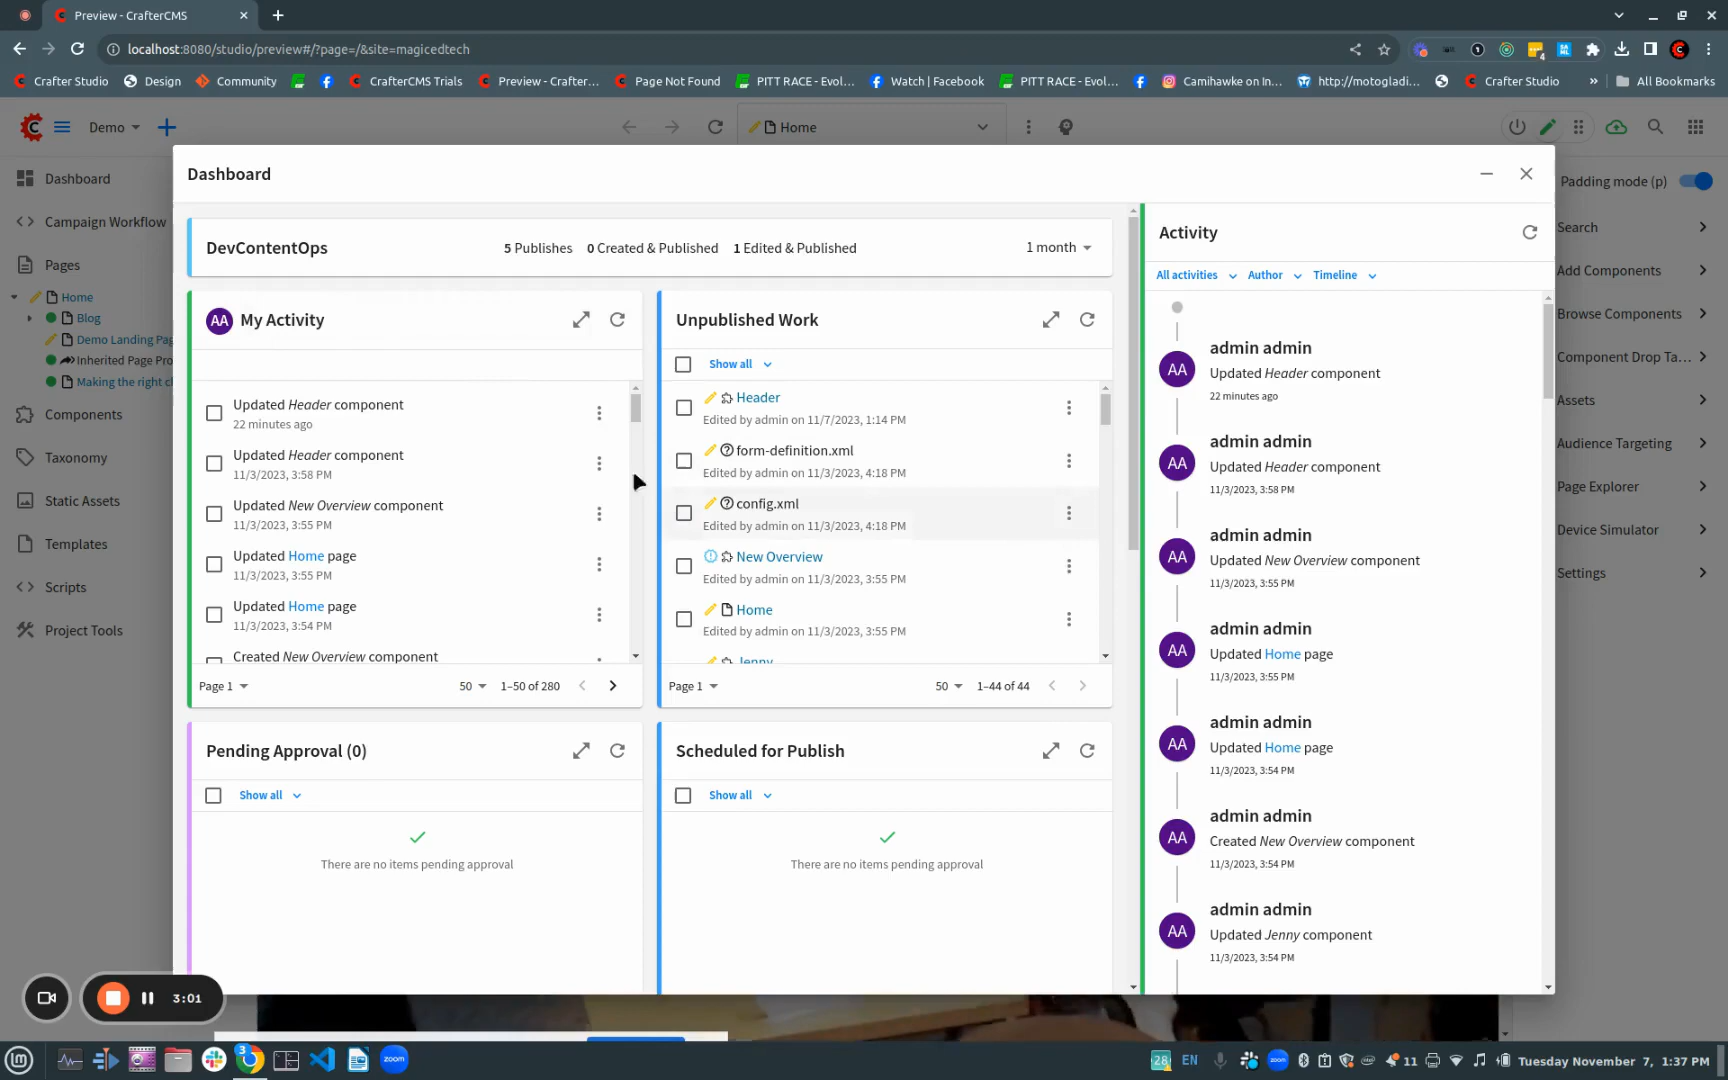 Preview - CrafterCMS
localhost:8080/studio/preview#/?page=/&site=magicedtech
Crafter Studio
Design
Community
CrafterCMS Trials
Preview - Crafter...
Page Not Found
PITT RACE - Evol...
Watch | Facebook
PITT RACE - Evol...
Camihawke on In...
http://motogladi...
Crafter Studio
»
All Bookmarks
Demo
Home
Dashboard
Campaign Workflow
Pages
Home
Blog
Demo Landing Pag
Inherited Page Pro
Making the right cl
Components
Taxonomy
Static Assets
Templates
Scripts
Project Tools
Dashboard
DevContentOps
5 Publishes
0 Created & Published
1 Edited & Published
1 month
AA
My Activity
Updated Header component
22 minutes ago
Updated Header component
11/3/2023, 3:58 PM
Updated New Overview component
11/3/2023, 3:55 PM
Updated Home page
11/3/2023, 3:55 PM
Updated Home page
11/3/2023, 3:54 PM
Created New Overview component
Page 1
50
1–50 of 280
Unpublished Work
Show all
Header
Edited by admin on 11/7/2023, 1:14 PM
form-definition.xml
Edited by admin on 11/3/2023, 4:18 PM
config.xml
Edited by admin on 11/3/2023, 4:18 PM
New Overview
Edited by admin on 11/3/2023, 3:55 PM
Home
Edited by admin on 11/3/2023, 3:55 PM
Jenny
Page 1
50
1–44 of 44
Pending Approval (0)
Show all
There are no items pending approval
Scheduled for Publish
Show all
There are no items pending approval
Activity
All activities
Author
Timeline
AA
admin admin
Updated Header component
22 minutes ago
AA
admin admin
Updated Header component
11/3/2023, 3:58 PM
AA
admin admin
Updated New Overview component
11/3/2023, 3:55 PM
AA
admin admin
Updated Home page
11/3/2023, 3:55 PM
AA
admin admin
Updated Home page
11/3/2023, 3:54 PM
AA
admin admin
Created New Overview component
11/3/2023, 3:54 PM
AA
admin admin
Updated Jenny component
11/3/2023, 3:54 PM
Padding mode (p)
Search
Add Components
Browse Components
Component Drop Ta...
Assets
Audience Targeting
Page Explorer
Device Simulator
Settings
3:01
3
zoom
28
EN
zoom
11
Tuesday November 7, 1:37 PM